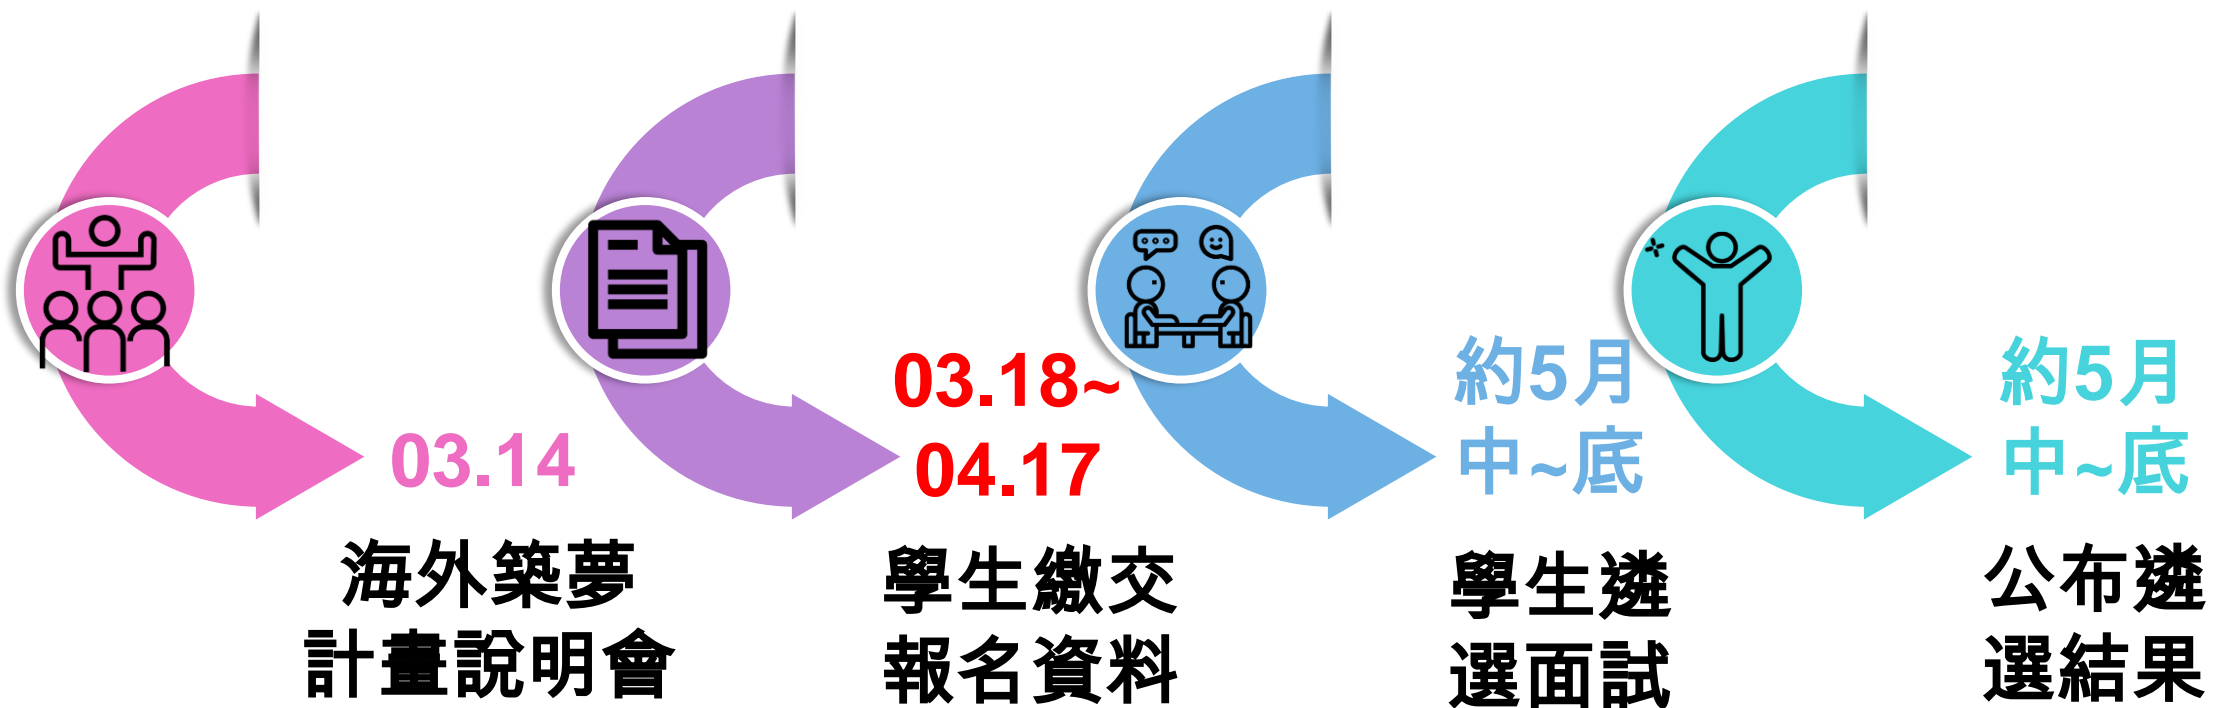 03.14
海外築夢
計畫說明會
03.18~
04.17
學生繳交
報名資料
約5月
中~底
學生遴
選面試
約5月
中~底
公布遴
選結果